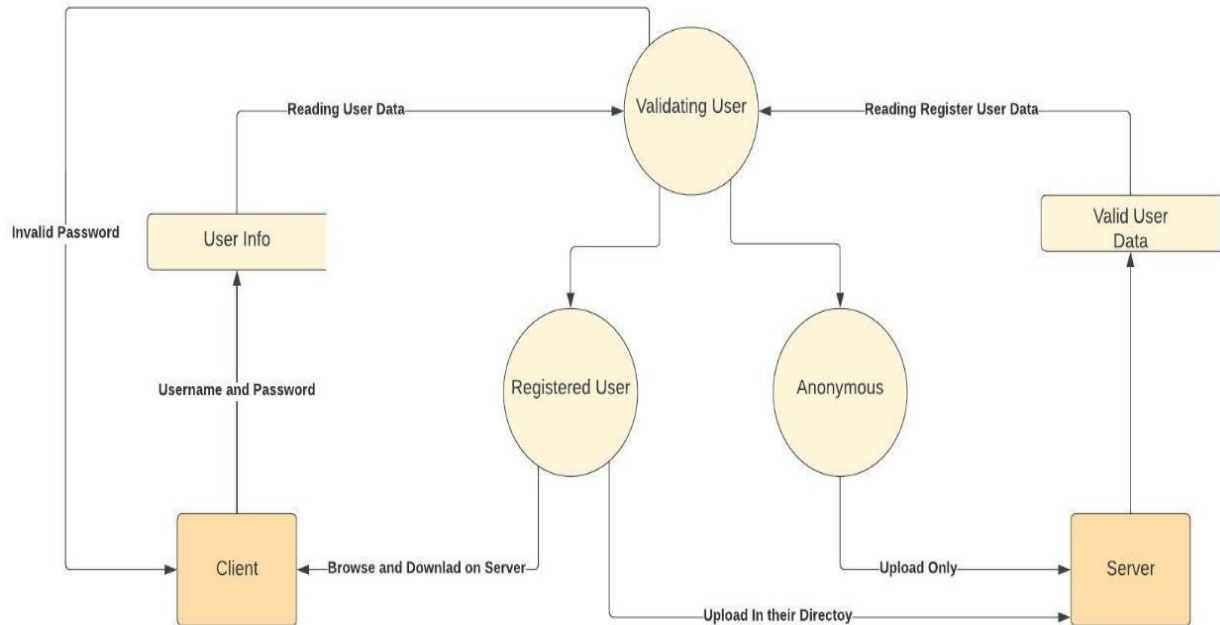 Validating User
Reading User Data
Reading Register User Data
Invalid Password
User Info
Valid User
Data
Username and Password
Registered User
Anonymous
Client
Browse and Downlad on Server
Upload Only
Server
Upload In their Directoy